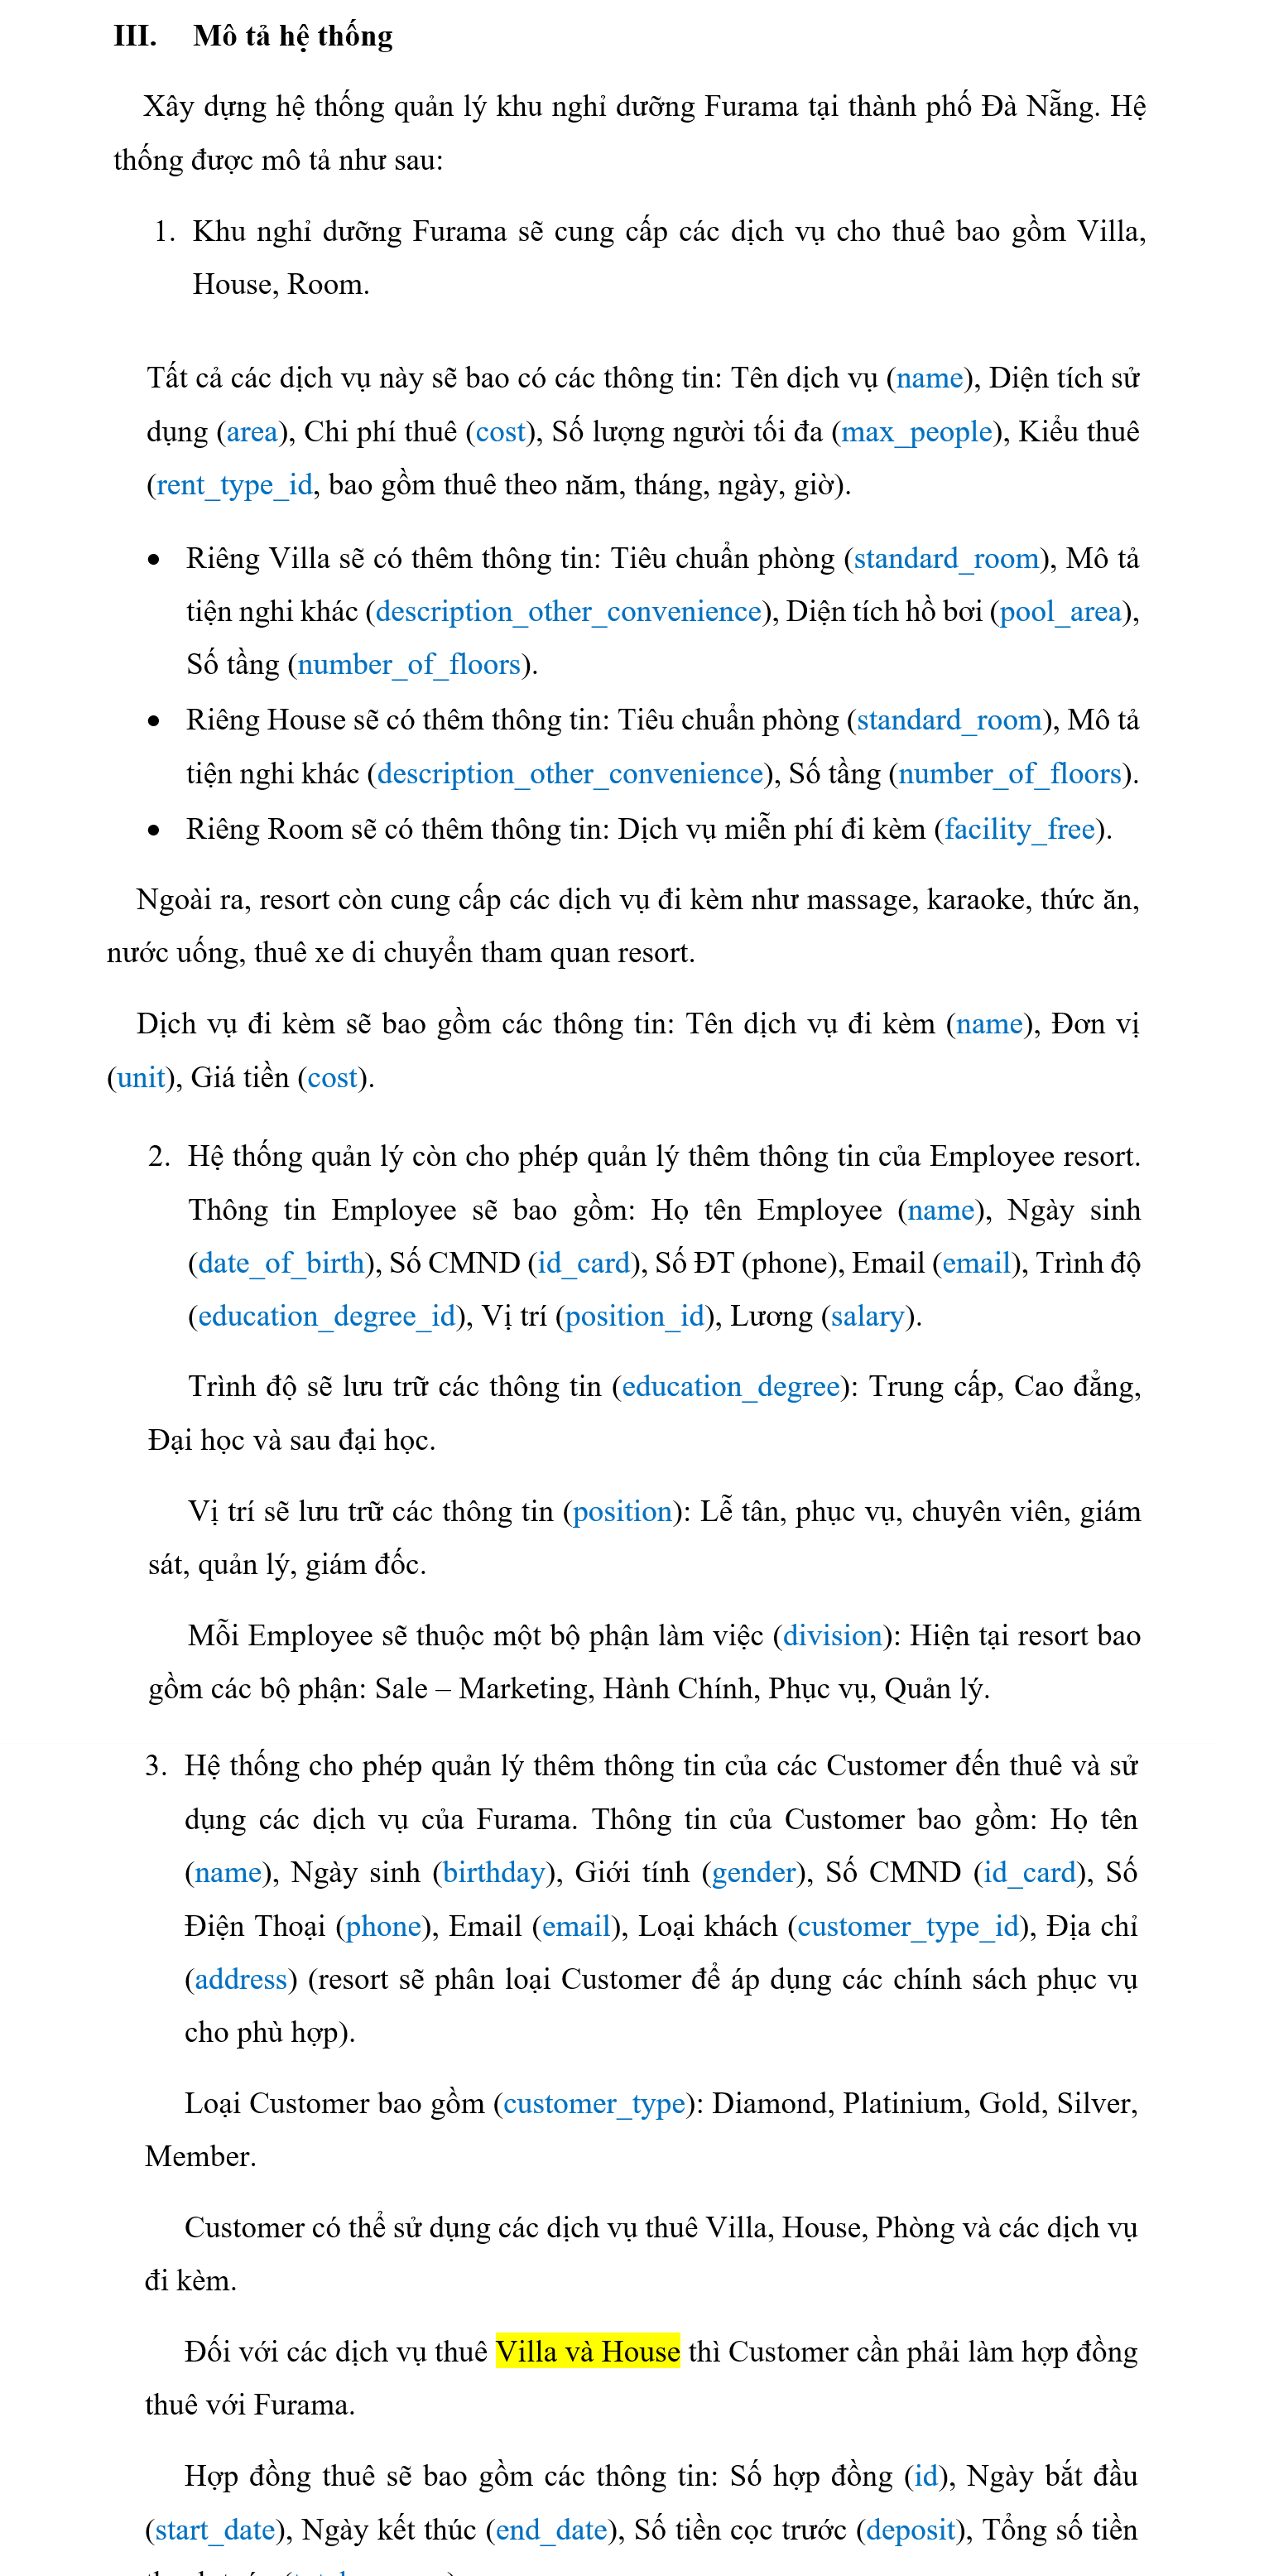 III. Mô tả hệ thống
Xây dựng hệ thống quản lý khu nghỉ dưỡng Furama tại thành phố Đà Nẵng. Hệ
thống được mô tả như sau:
1. Khu nghỉ dưỡng Furama sẽ cung cấp các dịch vụ cho thuê bao gồm Villa,
House, Room.
Tất cả các dịch vụ này sẽ bao có các thông tin: Tên dịch vụ (name), Diện tích sử
dụng (area), Chi phí thuê (cost), Số lượng người tối đa (max_people), Kiểu thuê
(rent_type_id, bao gồm thuê theo năm, tháng, ngày, giờ).
• Riêng Villa sẽ có thêm thông tin: Tiêu chuẩn phòng (standard_room), Mô tả
tiện nghi khác (description_other_convenience), Diện tích hồ bơi (pool_area),
Số tầng (number_of_floors).
• Riêng House sẽ có thêm thông tin: Tiêu chuẩn phòng (standard_room), Mô tả
tiện nghi khác (description_other_convenience), Số tầng (number_of_floors).
• Riêng Room sẽ có thêm thông tin: Dịch vụ miễn phí đi kèm (facility_free).
Ngoài ra, resort còn cung cấp các dịch vụ đi kèm như massage, karaoke, thức ăn,
nước uống, thuê xe di chuyển tham quan resort.
Dịch vụ đi kèm sẽ bao gồm các thông tin: Tên dịch vụ đi kèm (name), Đơn vị
(unit), Giá tiền (cost).
2. Hệ thống quản lý còn cho phép quản lý thêm thông tin của Employee resort.
Thông tin Employee sẽ bao gồm: Họ tên Employee (name), Ngày sinh
(date_of_birth), Số CMND (id_card), Số ĐT (phone), Email (email), Trình độ
(education_degree_id), Vị trí (position_id), Lương (salary).
Trình độ sẽ lưu trữ các thông tin (education_degree): Trung cấp, Cao đẳng,
Đại học và sau đại học.
Vị trí sẽ lưu trữ các thông tin (position): Lễ tân, phục vụ, chuyên viên, giám
sát, quản lý, giám đốc.
Mỗi Employee sẽ thuộc một bộ phận làm việc (division): Hiện tại resort bao
gồm các bộ phận: Sale – Marketing, Hành Chính, Phục vụ, Quản lý.
3. Hệ thống cho phép quản lý thêm thông tin của các Customer đến thuê và sử
dụng các dịch vụ của Furama. Thông tin của Customer bao gồm: Họ tên
(name), Ngày sinh (birthday), Giới tính (gender), Số CMND (id_card), Số
Điện Thoại (phone), Email (email), Loại khách (customer_type_id), Địa chỉ
(address) (resort sẽ phân loại Customer để áp dụng các chính sách phục vụ
cho phù hợp).
Loại Customer bao gồm (customer_type): Diamond, Platinium, Gold, Silver,
Member.
Customer có thể sử dụng các dịch vụ thuê Villa, House, Phòng và các dịch vụ
đi kèm.
Đối với các dịch vụ thuê Villa và House thì Customer cần phải làm hợp đồng
thuê với Furama.
Hợp đồng thuê sẽ bao gồm các thông tin: Số hợp đồng (id), Ngày bắt đầu
(start_date), Ngày kết thúc (end_date), Số tiền cọc trước (deposit), Tổng số tiền